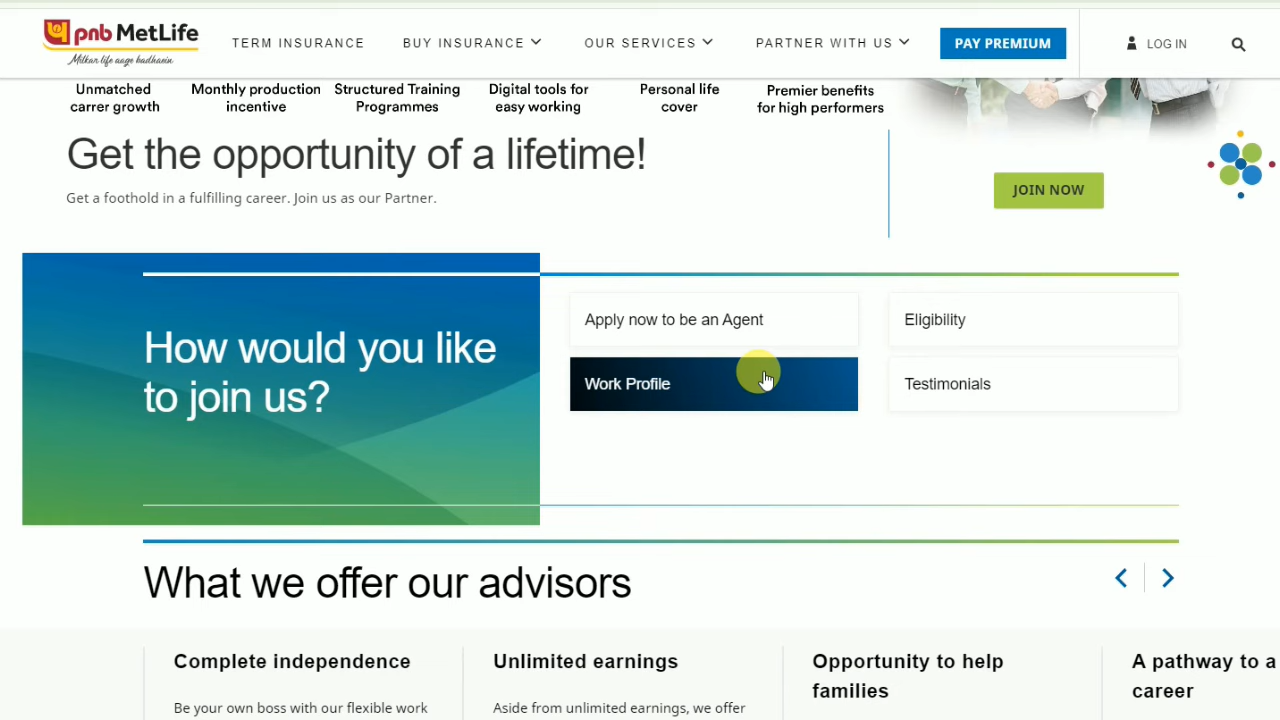 pnb MetLife
Milkar life aage badhaein
TERM INSURANCE
BUY INSURANCE
OUR SERVICES
PARTNER WITH US
PAY PREMIUM
LOG IN
Unmatched
carrer growth
Monthly production
incentive
Structured Training
Programmes
Digital tools for
easy working
Personal life
cover
Premier benefits
for high performers
Get the opportunity of a lifetime!
Get a foothold in a fulfilling career. Join us as our Partner.
JOIN NOW
How would you like
to join us?
Apply now to be an Agent
Eligibility
Work Profile
Testimonials
What we offer our advisors
Complete independence
Be your own boss with our flexible work
Unlimited earnings
Aside from unlimited earnings, we offer
Opportunity to help
families
A pathway to a
career